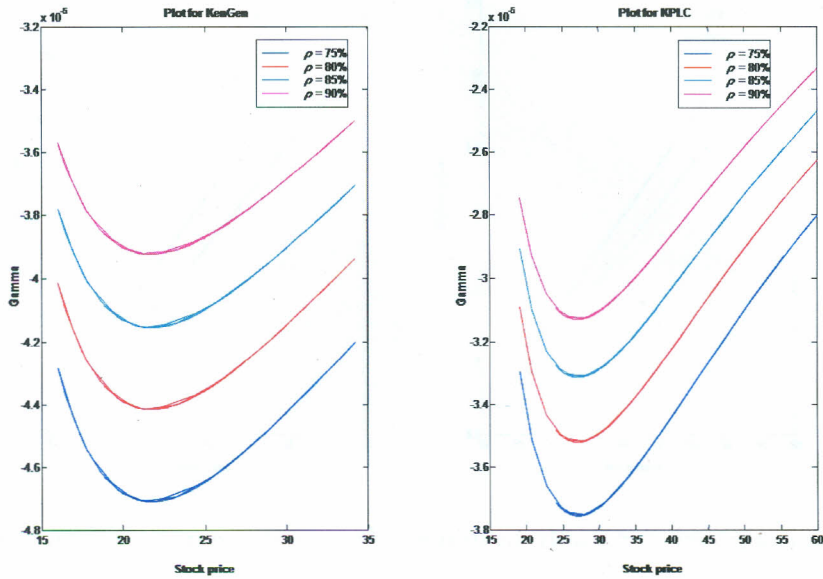 Plot for KenGen
x 10^-5
-3.2
-3.4
-3.6
-3.8
-4
-4.2
-4.4
-4.6
-4.8
Gamma
15 20 25 30 35
Stock price
ρ = 75%
ρ = 80%
ρ = 85%
ρ = 90%
Plot for KPLC
x 10^-5
-2.2
-2.4
-2.6
-2.8
-3
-3.2
-3.4
-3.6
-3.8
Gamma
15 20 25 30 35 40 45 50 55 60
Stock price
ρ = 75%
ρ = 80%
ρ = 85%
ρ = 90%